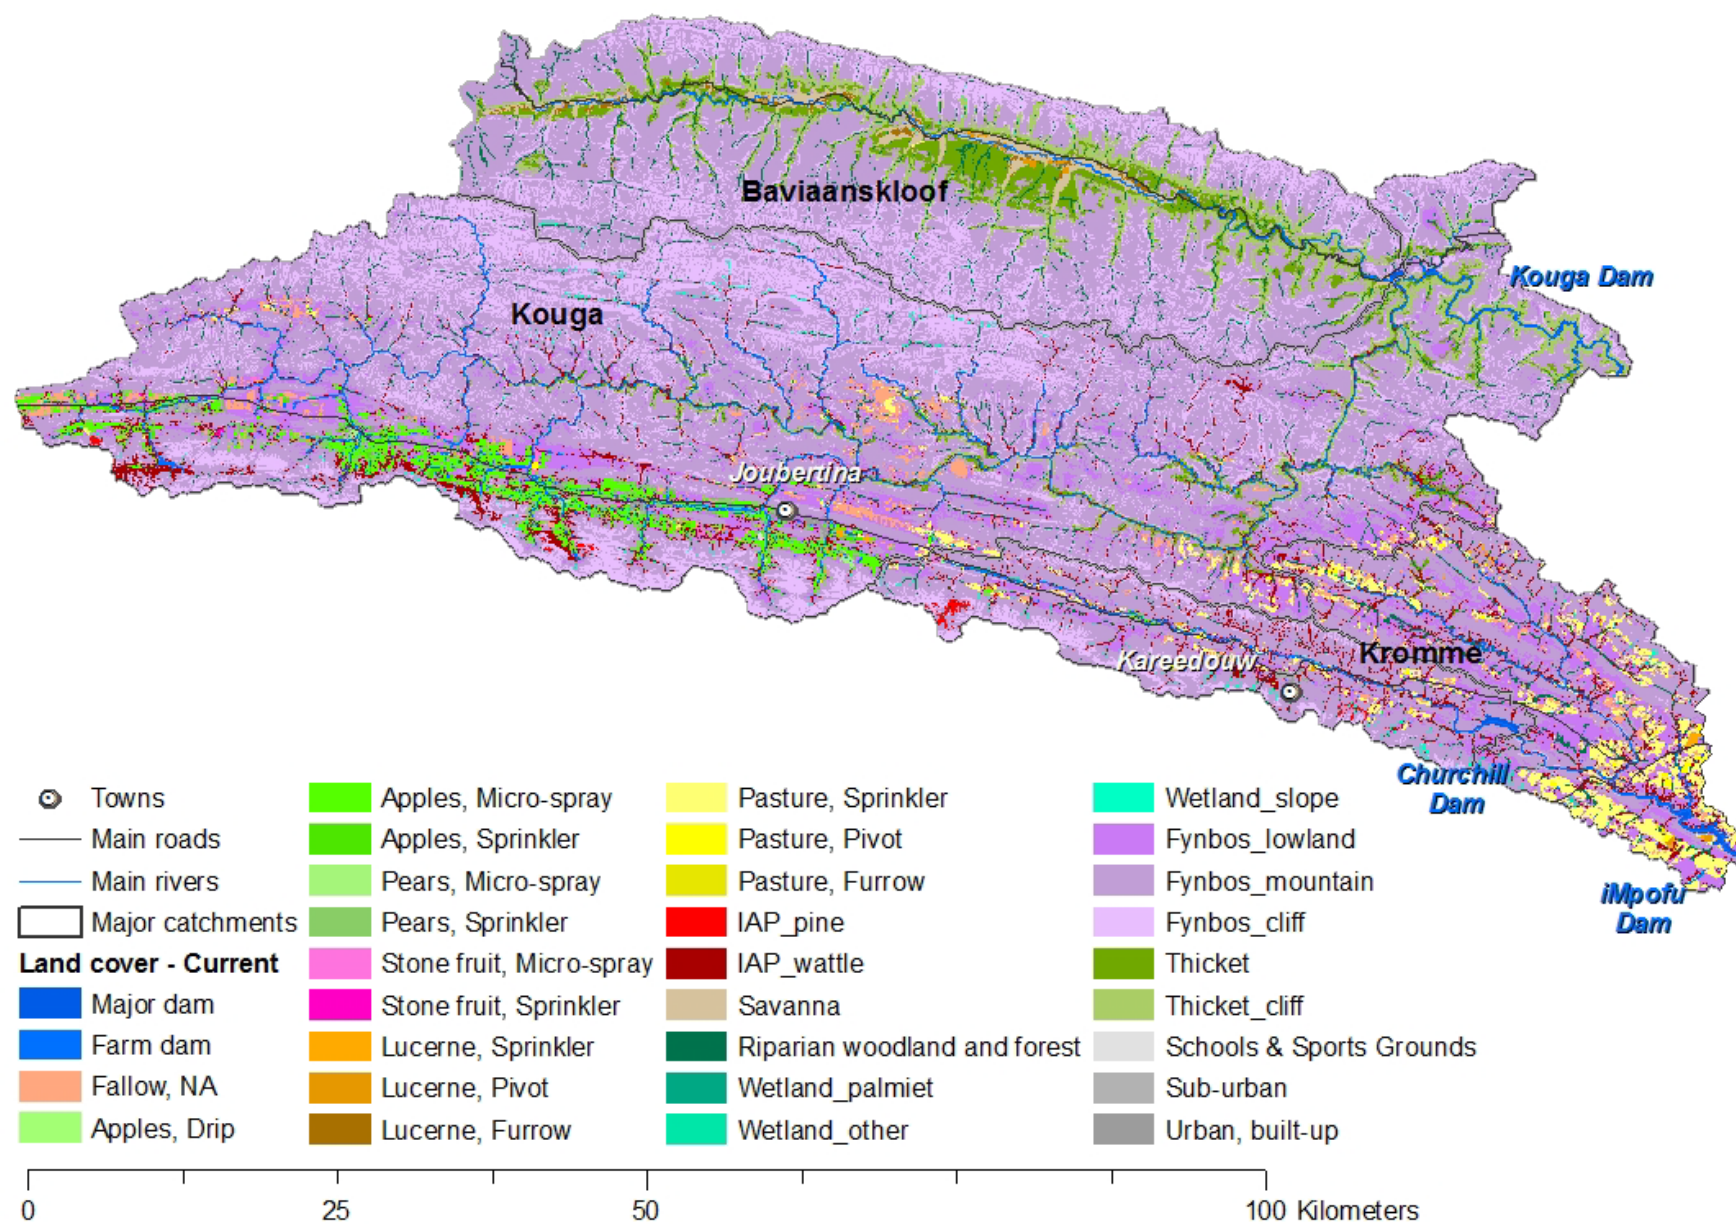 Baviaanskloof
Kouga Dam
Kouga
Joubertina
Kromme
Kareedouw
Churchill
Dam
iMpofu
Dam
Towns
Main roads
Main rivers
Major catchments
Land cover - Current
Major dam
Farm dam
Fallow, NA
Apples, Drip
Apples, Micro-spray
Apples, Sprinkler
Pears, Micro-spray
Pears, Sprinkler
Stone fruit, Micro-spray
Stone fruit, Sprinkler
Lucerne, Sprinkler
Lucerne, Pivot
Lucerne, Furrow
Pasture, Sprinkler
Pasture, Pivot
Pasture, Furrow
IAP_pine
IAP_wattle
Savanna
Riparian woodland and forest
Wetland_palmiet
Wetland_other
Wetland_slope
Fynbos_lowland
Fynbos_mountain
Fynbos_cliff
Thicket
Thicket_cliff
Schools & Sports Grounds
Sub-urban
Urban, built-up
0 25 50 100 Kilometers